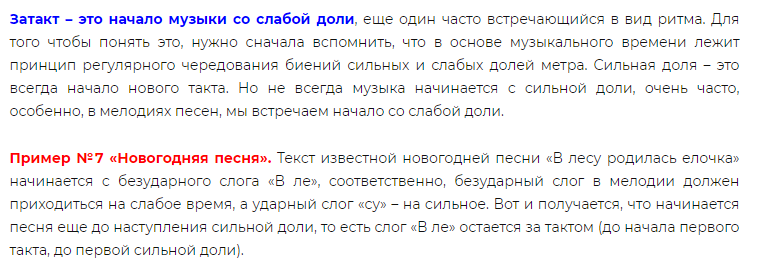 Затакт – это начало музыки со слабой доли, еще один часто встречающийся в вид ритма. Для
того чтобы понять это, нужно сначала вспомнить, что в основе музыкального времени лежит
принцип регулярного чередования биений сильных и слабых долей метра. Сильная доля – это
всегда начало нового такта. Но не всегда музыка начинается с сильной доли, очень часто,
особенно, в мелодиях песен, мы встречаем начало со слабой доли.
Пример №7 «Новогодняя песня». Текст известной новогодней песни «В лесу родилась елочка»
начинается с безударного слога «В ле», соответственно, безударный слог в мелодии должен
приходиться на слабое время, а ударный слог «су» – на сильное. Вот и получается, что начинается
песня еще до наступления сильной доли, то есть слог «В ле» остается за тактом (до начала первого
такта, до первой сильной доли).